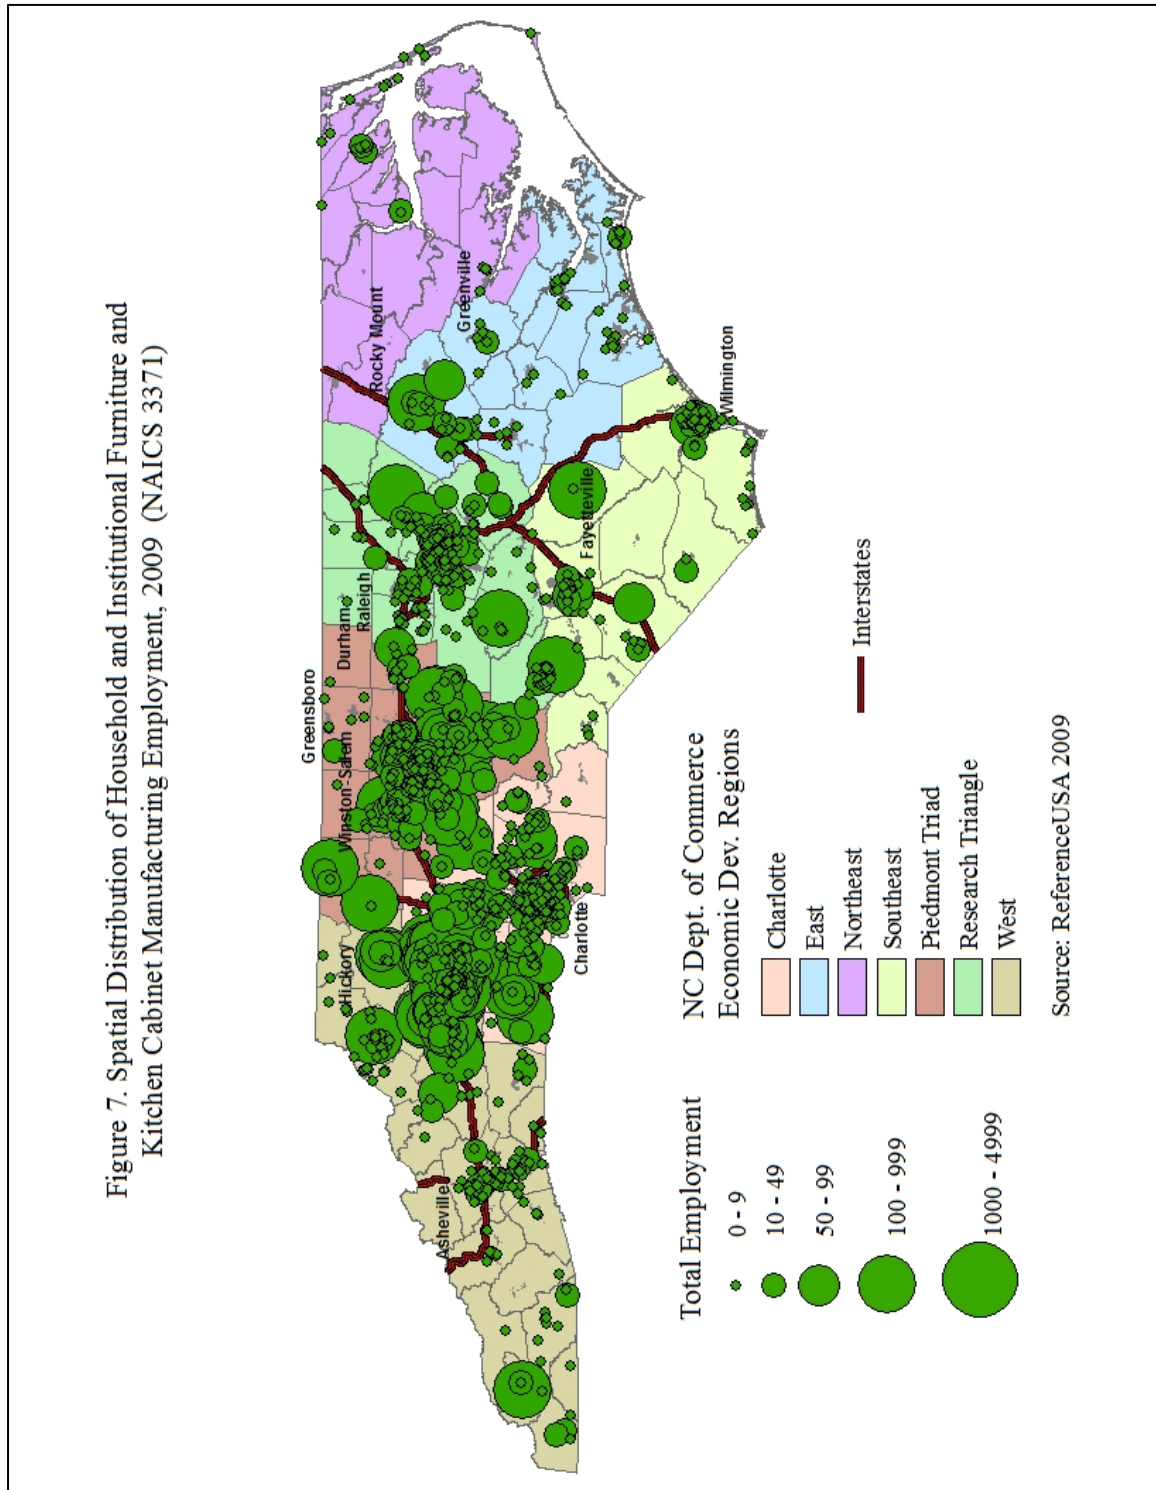 Figure 7. Spatial Distribution of Household and Institutional Furniture and
Kitchen Cabinet Manufacturing Employment, 2009 (NAICS 3371)
Greensboro
Winston-Salem
Durham
Raleigh
Hickory
Rocky Mount
Greenville
Asheville
Charlotte
Fayetteville
Wilmington
Total Employment
0 - 9
10 - 49
50 - 99
100 - 999
1000 - 4999
NC Dept. of Commerce
Economic Dev. Regions
Charlotte
East
Northeast
Southeast
Piedmont Triad
Research Triangle
West
Interstates
Source: ReferenceUSA 2009